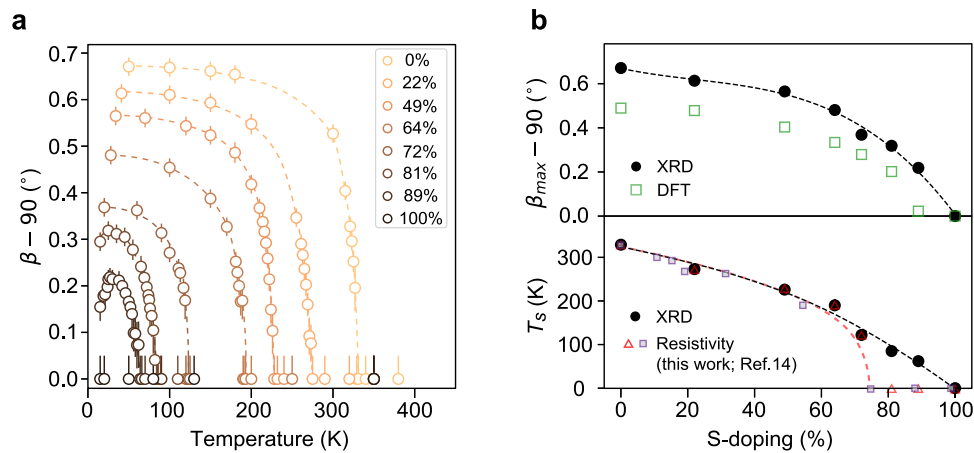 a
0.7
0.6
0.5
0.4
0.3
0.2
0.1
0.0
β − 90 (°)
0%
22%
49%
64%
72%
81%
89%
100%
0
100
200
300
400
Temperature (K)
b
0.6
0.4
0.2
0.0
βmax − 90 (°)
XRD
DFT
300
200
100
0
Ts (K)
XRD
Resistivity
(this work; Ref.14)
0
20
40
60
80
100
S-doping (%)